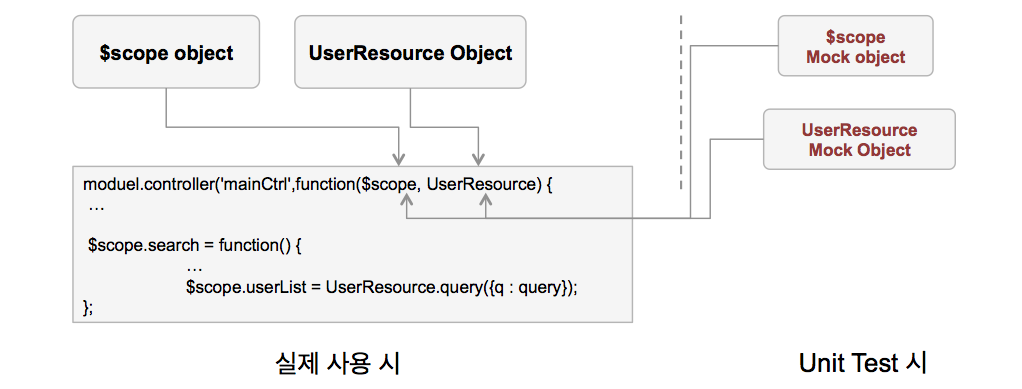 $scope object
UserResource Object
$scope
Mock object
UserResource
Mock Object
moduel.controller('mainCtrl',function($scope, UserResource) {
...
$scope.search = function() {
...
$scope.userList = UserResource.query({q : query});
};
실제 사용 시
Unit Test 시